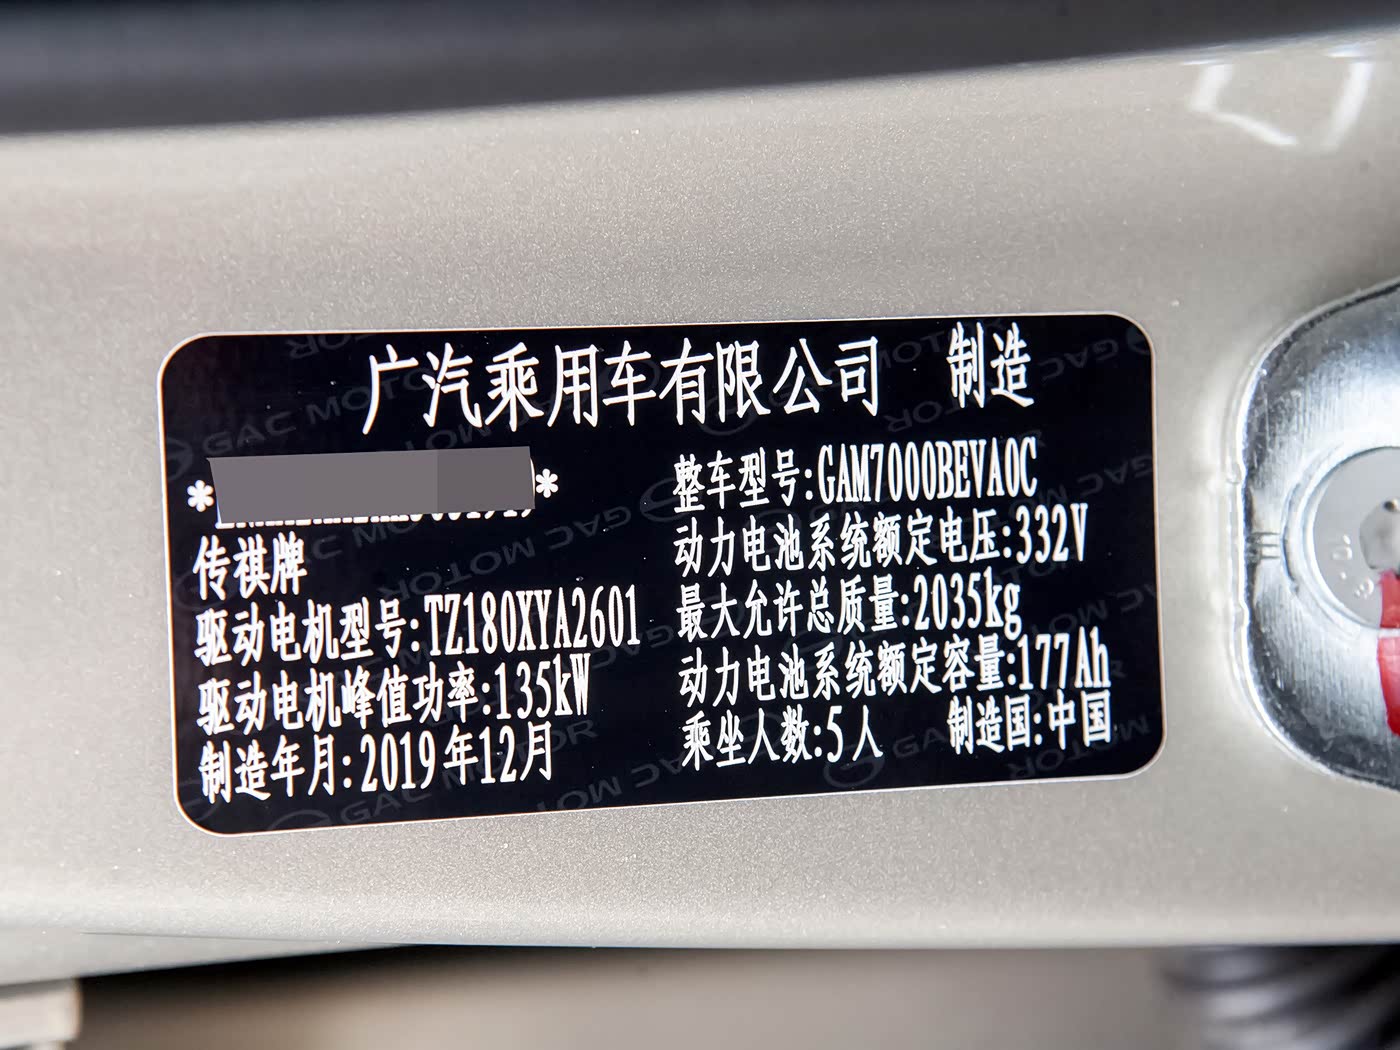 广汽乘用车有限公司 制造
* *
传祺牌
驱动电机型号:TZ180XYA2601
驱动电机峰值功率:135kW
制造年月:2019年12月
整车型号:GAM7000BEVA0C
动力电池系统额定电压:332V
最大允许总质量:2035kg
动力电池系统额定容量:177Ah
乘坐人数:5人 制造国:中国
GAC MOTOR